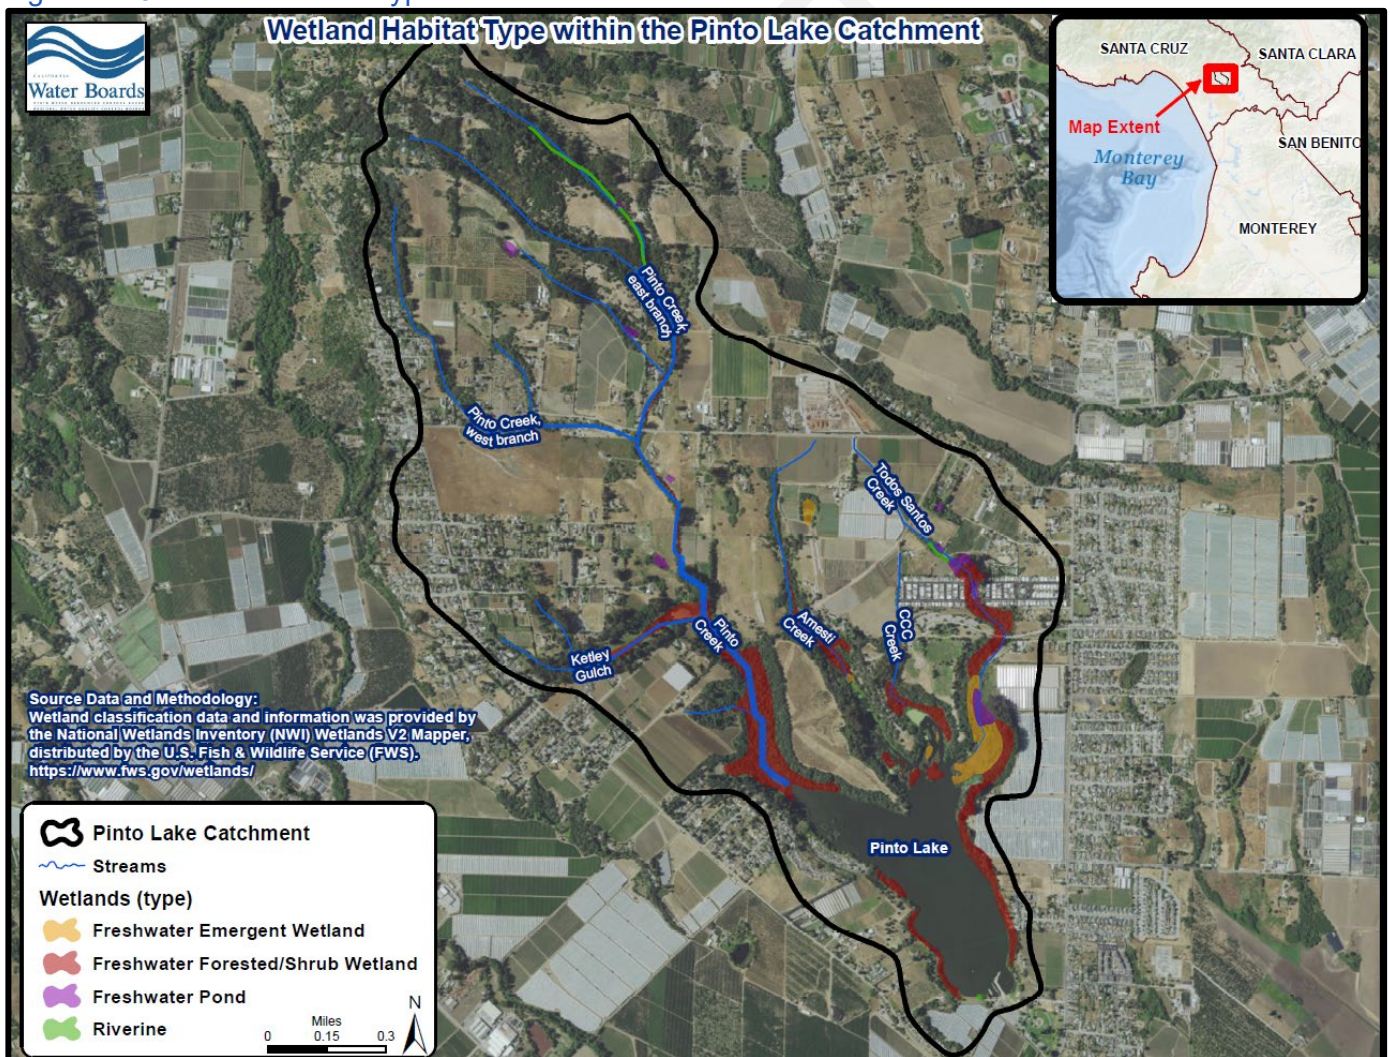 Wetland Habitat Type within the Pinto Lake Catchment
CALIFORNIA
Water Boards
SANTA CRUZ
SANTA CLARA
Map Extent
SAN BENITO
Monterey
Bay
MONTEREY
Pinto Creek,
east branch
Pinto Creek,
west branch
Todos Santos
Creek
Pinto
Creek
Amesti
Creek
CCC
Creek
Ketley
Gulch
Pinto Lake
Source Data and Methodology:
Wetland classification data and information was provided by
the National Wetlands Inventory (NWI) Wetlands V2 Mapper,
distributed by the U.S. Fish & Wildlife Service (FWS).
https://www.fws.gov/wetlands/
Pinto Lake Catchment
Streams
Wetlands (type)
Freshwater Emergent Wetland
Freshwater Forested/Shrub Wetland
Freshwater Pond
Riverine
Miles
0 0.15 0.3
N